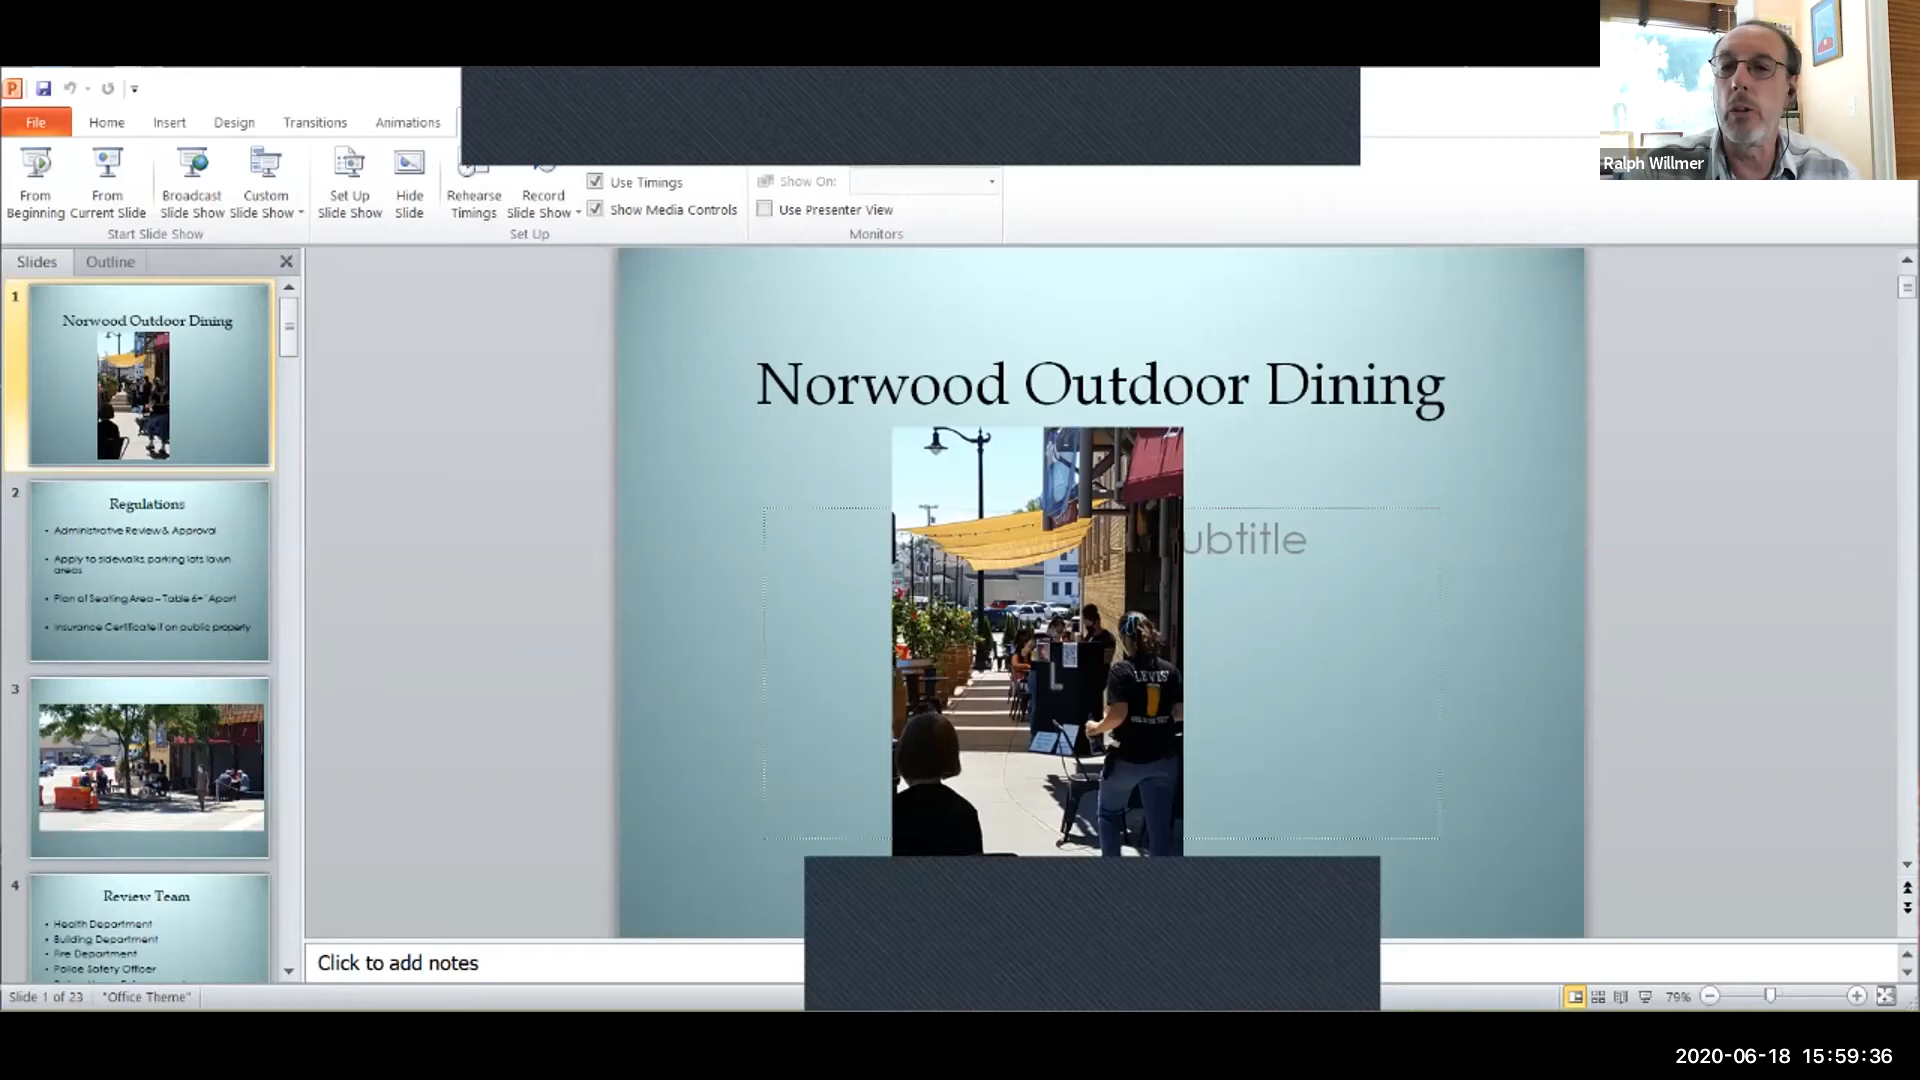 Ralph Willmer
File Home Insert Design Transitions Animations
From Beginning
From Current Slide
Broadcast Slide Show
Custom Slide Show
Set Up Slide Show
Hide Slide
Rehearse Timings
Record Slide Show
Use Timings
Show Media Controls
Show On:
Use Presenter View
Start Slide Show
Set Up
Monitors
Slides Outline
1
Norwood Outdoor Dining
2
Regulations
• Administrative Review & Approval
• Apply to sidewalks parking lots lawn
areas
• Plan of Seating Area – Table 6+' Apart
• Insurance Certificate if on public property
3
4
Review Team
• Health Department
• Building Department
• Fire Department
• Police Safety Officer
Norwood Outdoor Dining
ubtitle
L
LEVIS'
Click to add notes
Slide 1 of 23 "Office Theme"
79%
2020-06-18 15:59:36